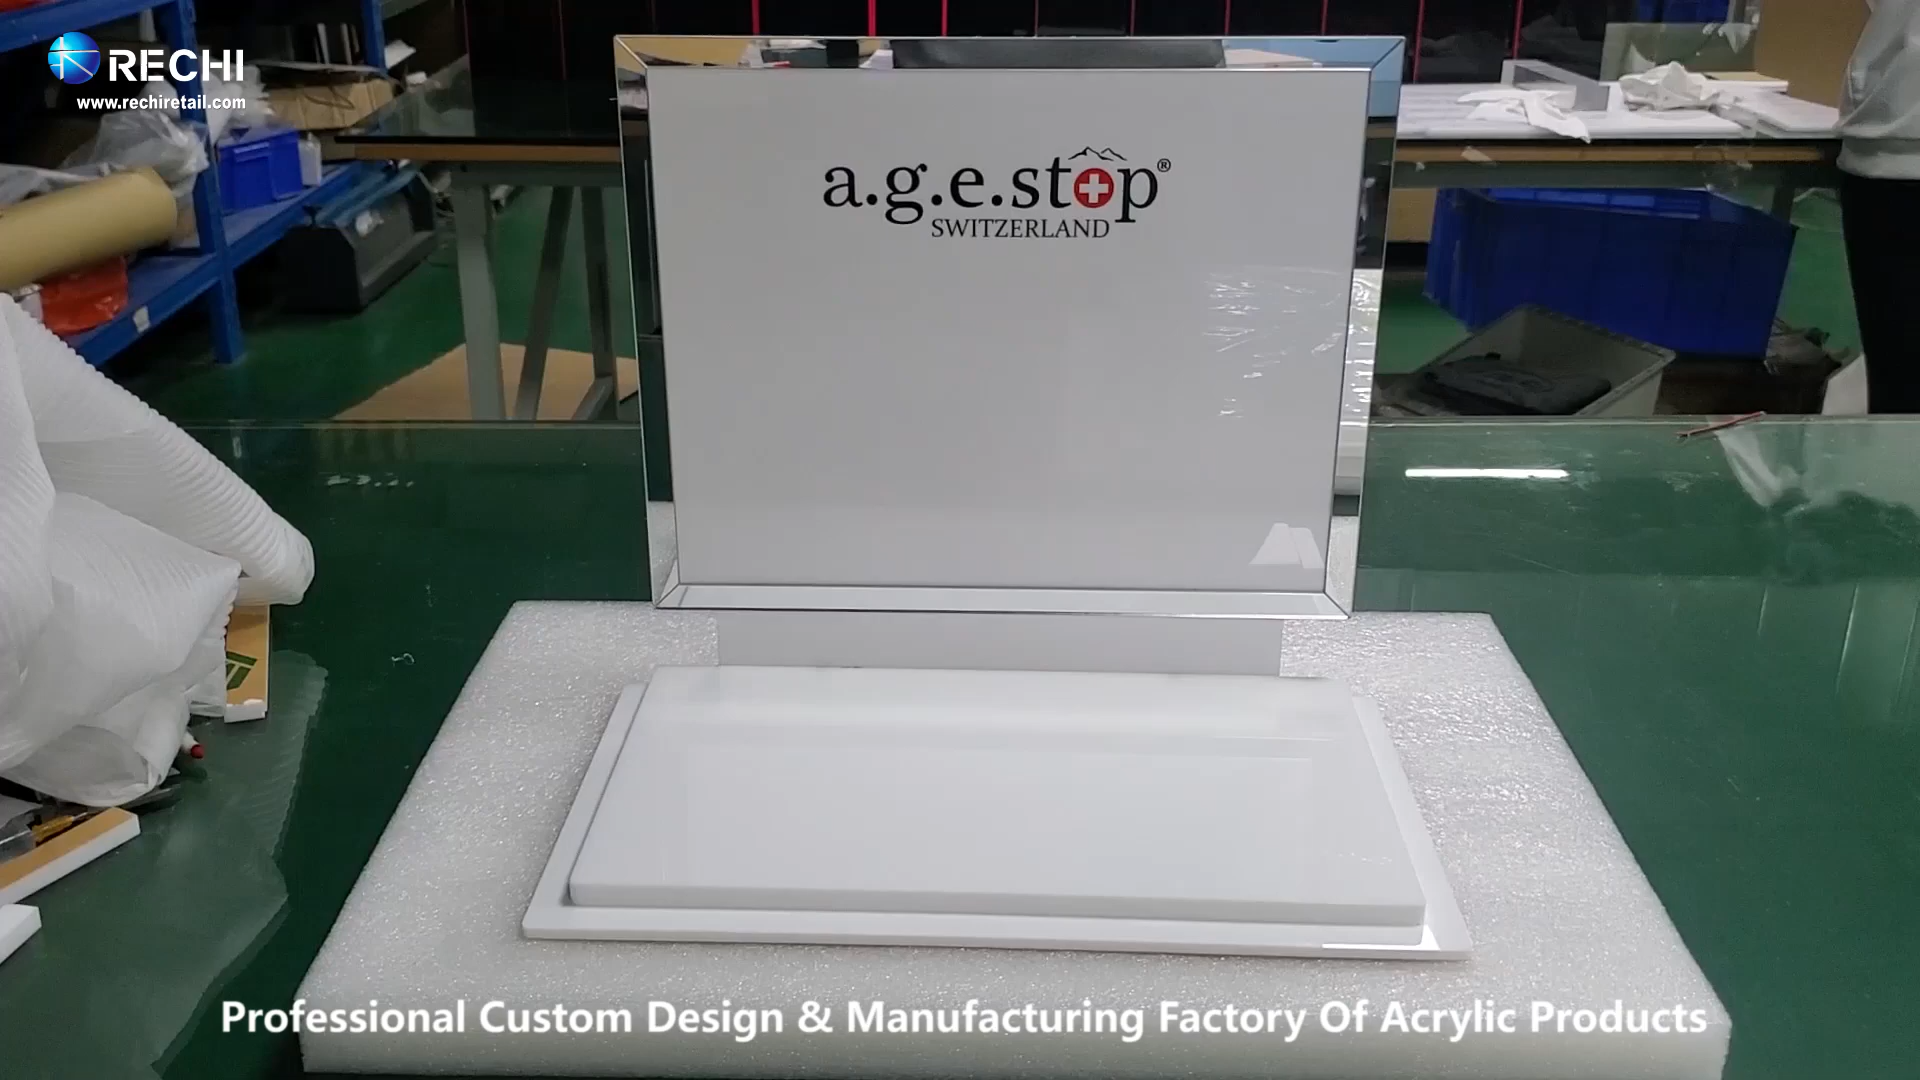 RECHI
www.rechiretail.com
a.g.e.stop®
SWITZERLAND
Professional Custom Design & Manufacturing Factory Of Acrylic Products